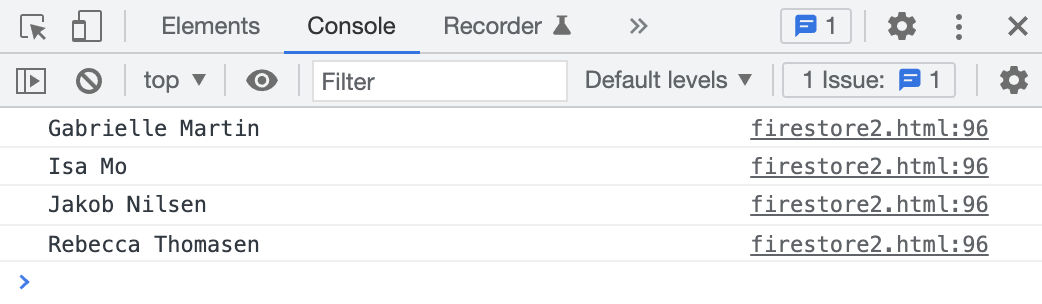 Elements Console Recorder 1
top Filter Default levels 1 Issue: 1
Gabrielle Martin firestore2.html:96
Isa Mo firestore2.html:96
Jakob Nilsen firestore2.html:96
Rebecca Thomasen firestore2.html:96